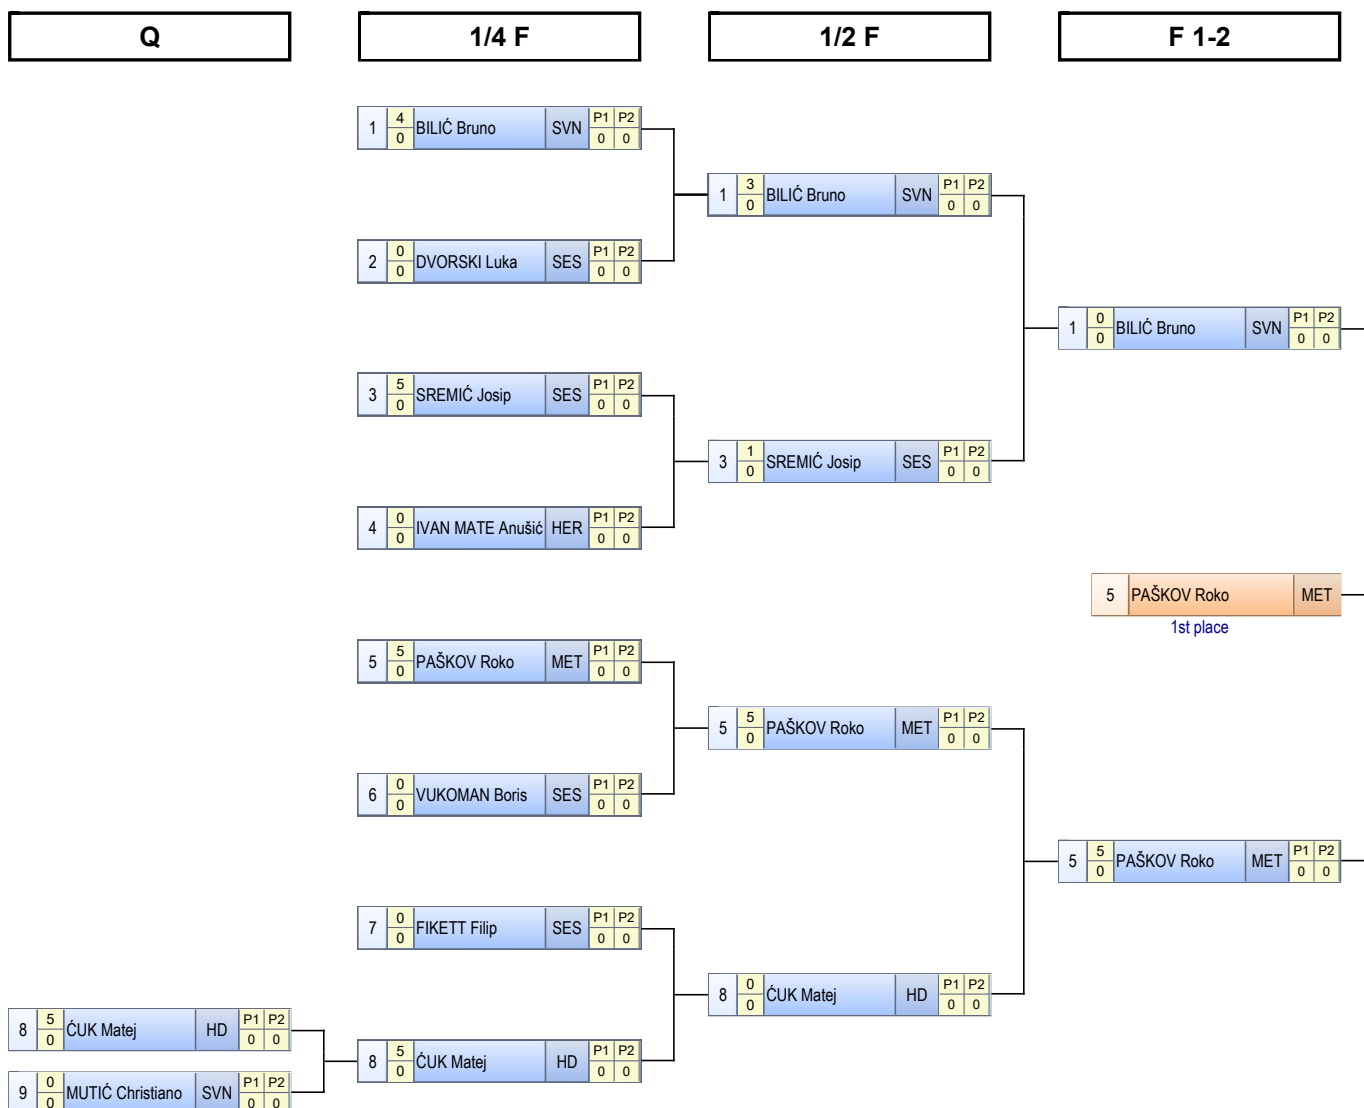 Q 1/4 F 1/2 F F 1-2
1 4 0 BILIĆ Bruno SVN P1 P2 0 0
1 3 0 BILIĆ Bruno SVN P1 P2 0 0
2 0 0 DVORSKI Luka SES P1 P2 0 0
1 0 0 BILIĆ Bruno SVN P1 P2 0 0
3 5 0 SREMIĆ Josip SES P1 P2 0 0
3 1 0 SREMIĆ Josip SES P1 P2 0 0
4 0 0 IVAN MATE Anušić HER P1 P2 0 0
5 PAŠKOV Roko MET
1st place
5 5 0 PAŠKOV Roko MET P1 P2 0 0
5 5 0 PAŠKOV Roko MET P1 P2 0 0
6 0 0 VUKOMAN Boris SES P1 P2 0 0
5 5 0 PAŠKOV Roko MET P1 P2 0 0
7 0 0 FIKETT Filip SES P1 P2 0 0
8 0 0 ĆUK Matej HD P1 P2 0 0
8 5 0 ĆUK Matej HD P1 P2 0 0
8 5 0 ĆUK Matej HD P1 P2 0 0
9 0 0 MUTIĆ Christiano SVN P1 P2 0 0